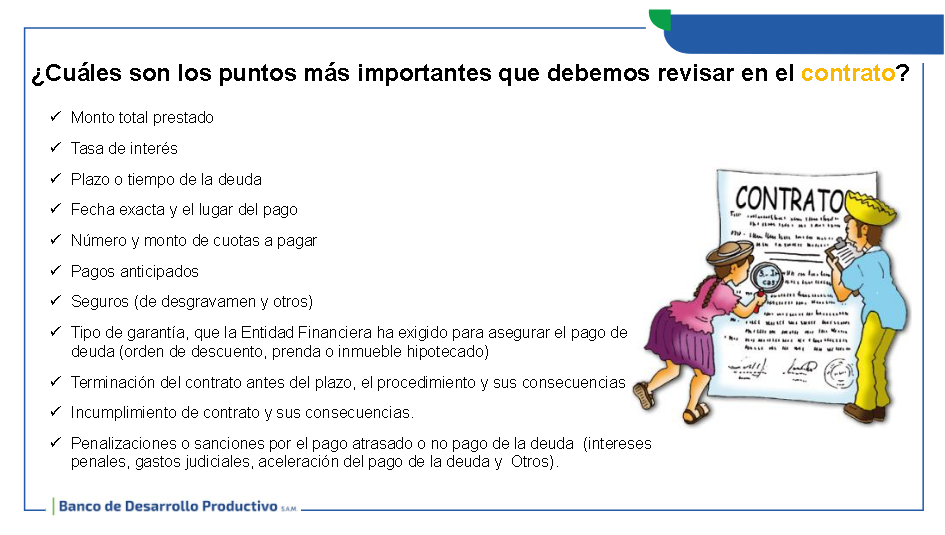 ¿Cuáles son los puntos más importantes que debemos revisar en el contrato?
✓ Monto total prestado
✓ Tasa de interés
✓ Plazo o tiempo de la deuda
✓ Fecha exacta y el lugar del pago
✓ Número y monto de cuotas a pagar
✓ Pagos anticipados
✓ Seguros (de desgravamen y otros)
✓ Tipo de garantía, que la Entidad Financiera ha exigido para asegurar el pago de
deuda (orden de descuento, prenda o inmueble hipotecado)
✓ Terminación del contrato antes del plazo, el procedimiento y sus consecuencias
✓ Incumplimiento de contrato y sus consecuencias.
✓ Penalizaciones o sanciones por el pago atrasado o no pago de la deuda (intereses
penales, gastos judiciales, aceleración del pago de la deuda y Otros).
CONTRATO
Banco de Desarrollo Productivo S.A.M.